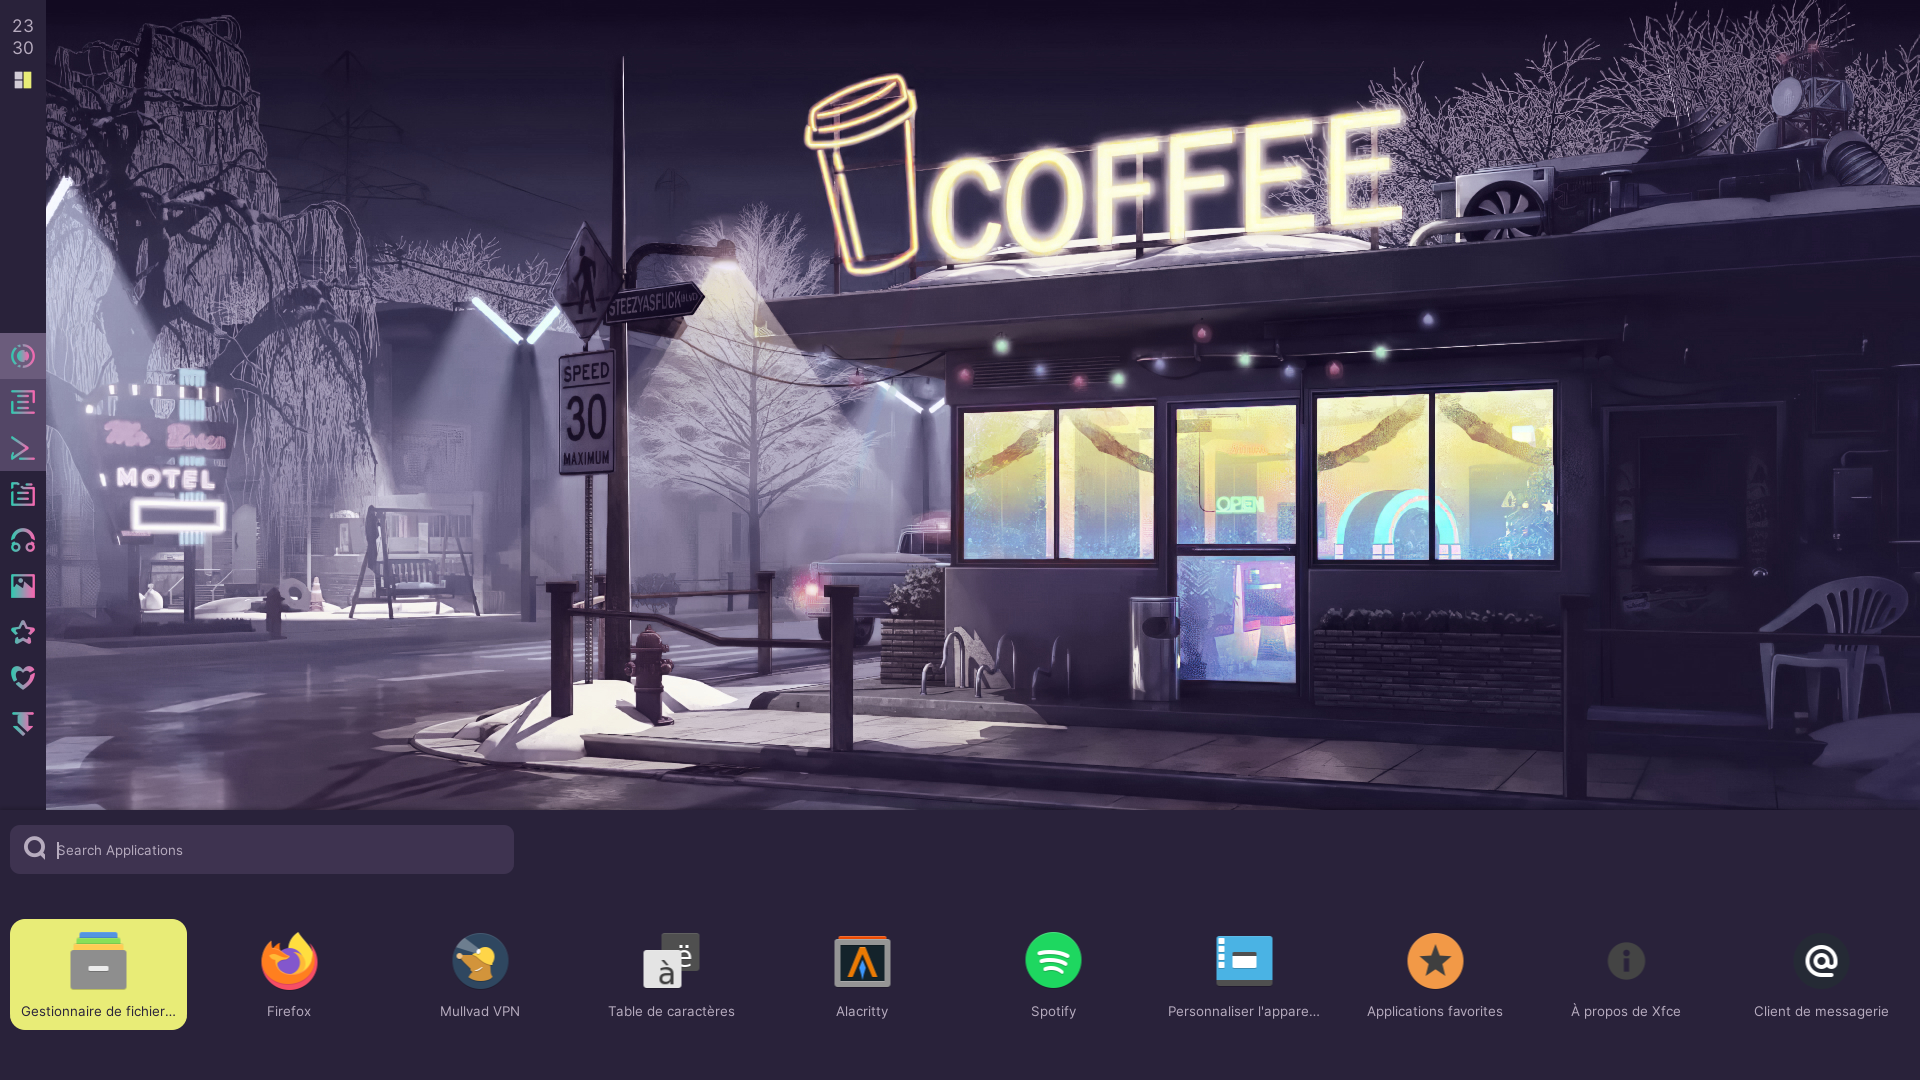 23
30
COFFEE
STEEZYASFUCK(BLVD)
SPEED
30
MAXIMUM
MOTEL
OPEN
Search Applications
Gestionnaire de fichier...
Firefox
Mullvad VPN
Table de caractères
Alacritty
Spotify
Personnaliser l'appare...
Applications favorites
À propos de Xfce
Client de messagerie